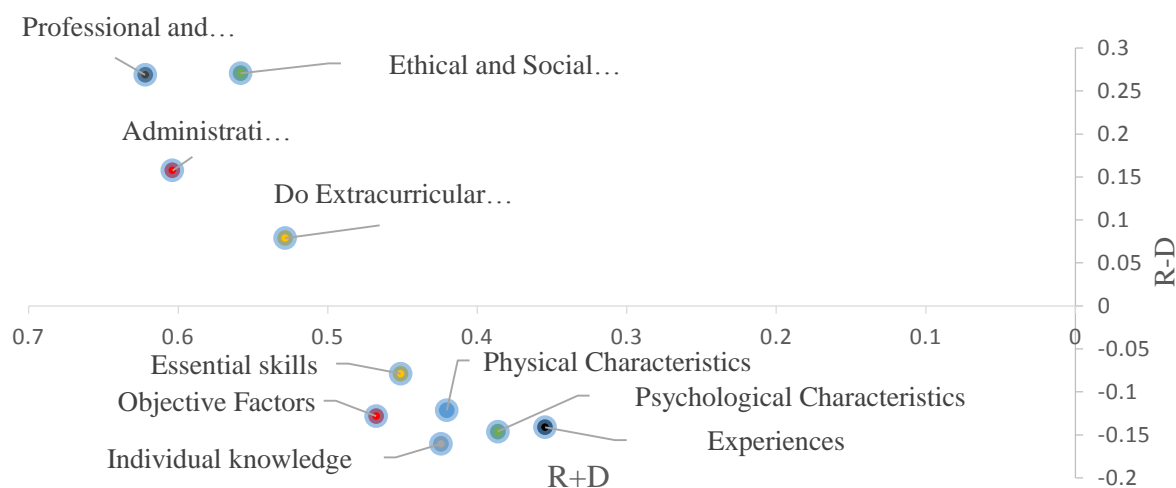 Professional and…
Ethical and Social…
Administrati…
Do Extracurricular…
0.3
0.25
0.2
0.15
0.1
0.05
0
-0.05
-0.1
-0.15
-0.2
R-D
0.7 0.6 0.5 0.4 0.3 0.2 0.1 0
Essential skills
Physical Characteristics
Objective Factors
Psychological Characteristics
Individual knowledge
Experiences
R+D